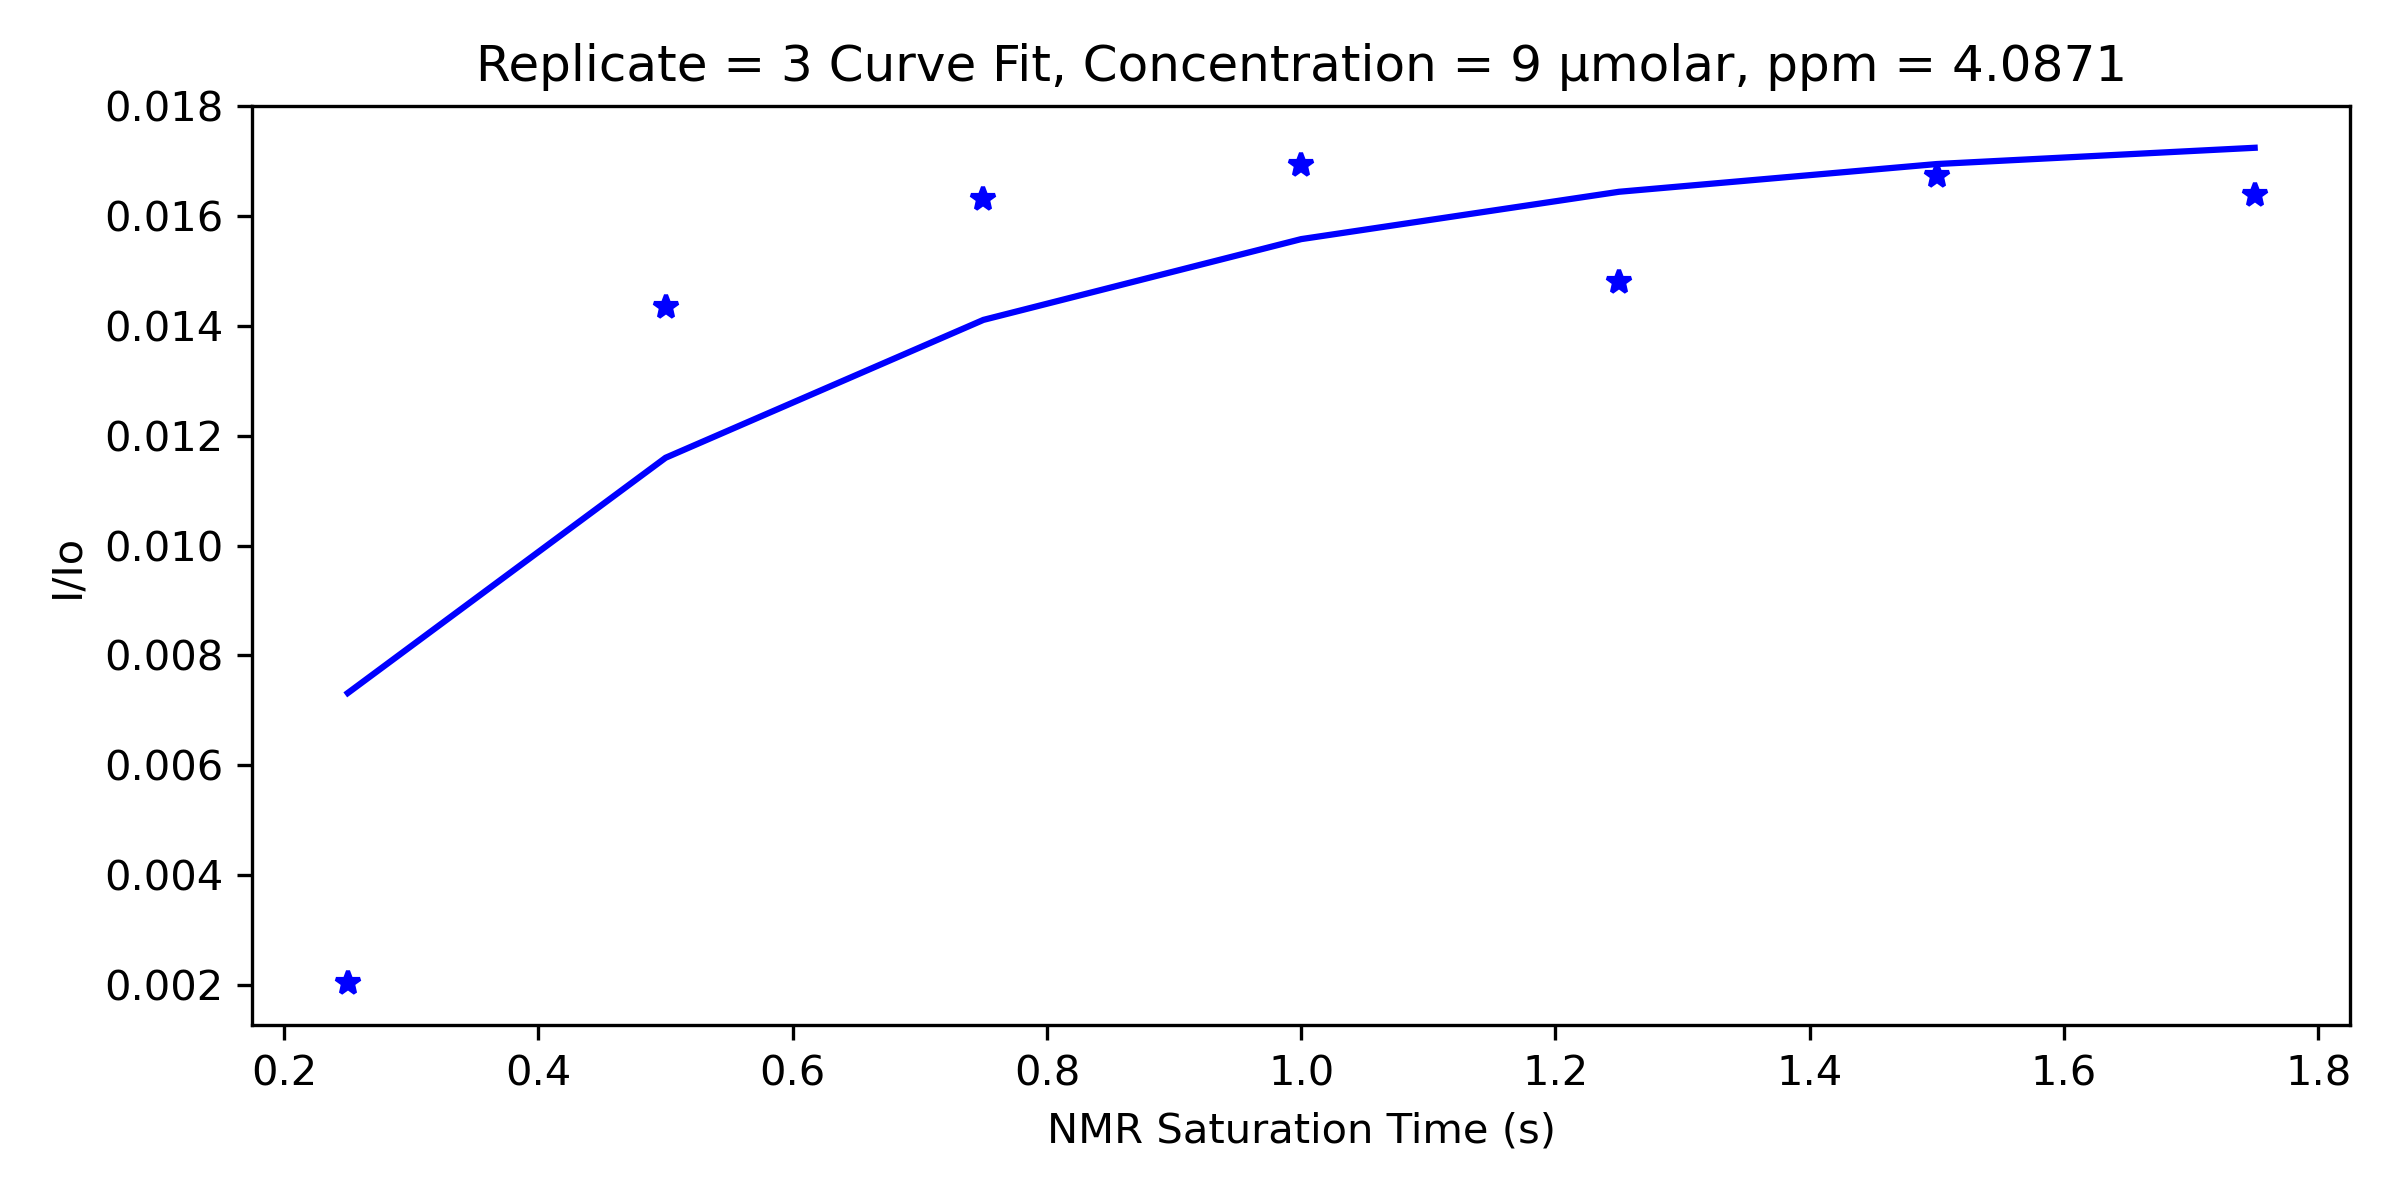 Replicate = 3 Curve Fit, Concentration = 9 μmolar, ppm = 4.0871
0.018
0.016
0.014
0.012
0.010
0.008
0.006
0.004
0.002
I/Io
0.2 0.4 0.6 0.8 1.0 1.2 1.4 1.6 1.8
NMR Saturation Time (s)